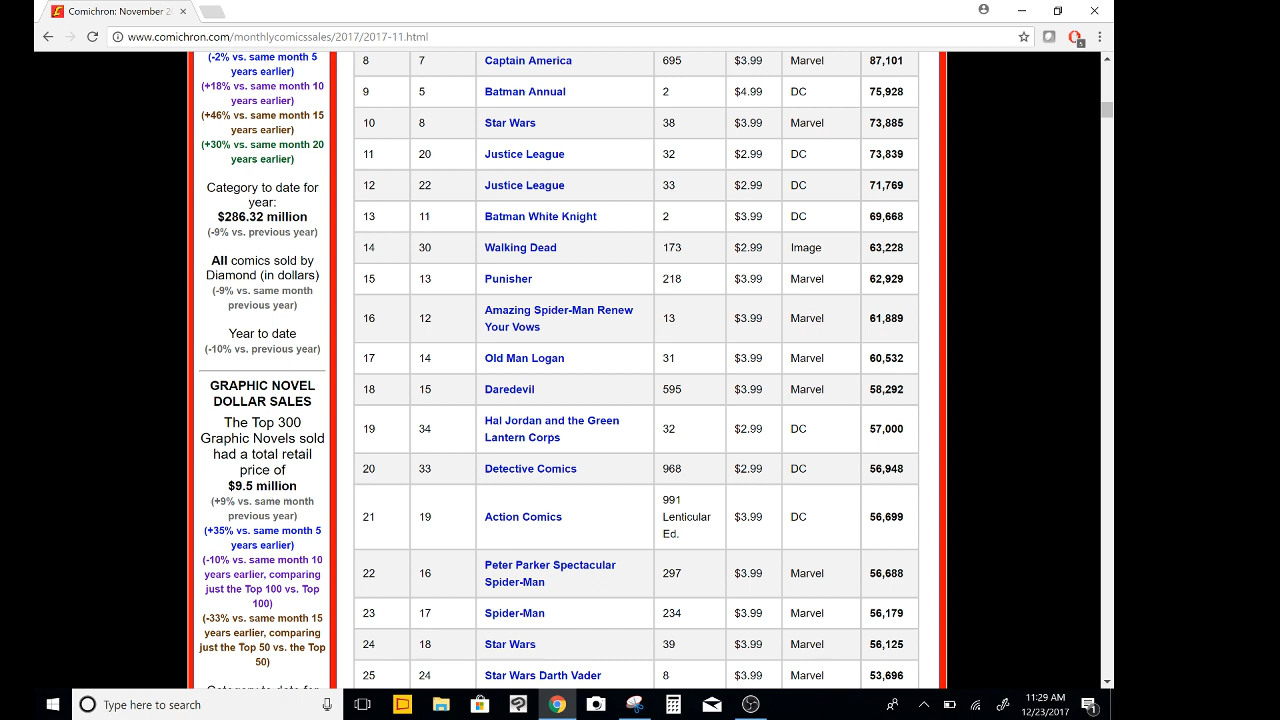 Comichron: November 2
www.comichron.com/monthlycomicssales/2017/2017-11.html
5
(-2% vs. same month 5
years earlier)
(+18% vs. same month 10
years earlier)
(+46% vs. same month 15
years earlier)
(+30% vs. same month 20
years earlier)
Category to date for
year:
$286.32 million
(-9% vs. previous year)
All comics sold by
Diamond (in dollars)
(-9% vs. same month
previous year)
Year to date
(-10% vs. previous year)
GRAPHIC NOVEL
DOLLAR SALES
The Top 300
Graphic Novels sold
had a total retail
price of
$9.5 million
(+9% vs. same month
previous year)
(+35% vs. same month 5
years earlier)
(-10% vs. same month 10
years earlier, comparing
just the Top 100 vs. Top
100)
(-33% vs. same month 15
years earlier, comparing
just the Top 50 vs. the Top
50)
8 7 Captain America 695 $3.99 Marvel 87,101
9 5 Batman Annual 2 $4.99 DC 75,928
10 8 Star Wars 38 $3.99 Marvel 73,885
11 20 Justice League 32 $2.99 DC 73,839
12 22 Justice League 33 $2.99 DC 71,769
13 11 Batman White Knight 2 $3.99 DC 69,668
14 30 Walking Dead 173 $2.99 Image 63,228
15 13 Punisher 218 $3.99 Marvel 62,929
16 12 Amazing Spider-Man Renew
Your Vows 13 $3.99 Marvel 61,889
17 14 Old Man Logan 31 $3.99 Marvel 60,532
18 15 Daredevil 595 $3.99 Marvel 58,292
19 34 Hal Jordan and the Green
Lantern Corps 32 $2.99 DC 57,000
20 33 Detective Comics 968 $2.99 DC 56,948
21 19 Action Comics 991
Lenticular
Ed. $3.99 DC 56,699
22 16 Peter Parker Spectacular
Spider-Man 297 $3.99 Marvel 56,688
23 17 Spider-Man 234 $3.99 Marvel 56,179
24 18 Star Wars 39 $3.99 Marvel 56,125
25 24 Star Wars Darth Vader 8 $3.99 Marvel 53,696
Type here to search
11:29 AM
12/23/2017
1